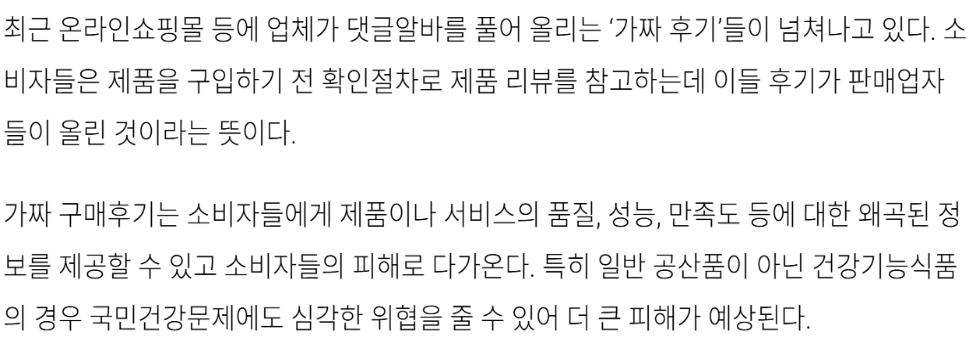 최근 온라인쇼핑몰 등에 업체가 댓글알바를 풀어 올리는 ‘가짜 후기’들이 넘쳐나고 있다. 소
비자들은 제품을 구입하기 전 확인절차로 제품 리뷰를 참고하는데 이들 후기가 판매업자
들이 올린 것이라는 뜻이다.
가짜 구매후기는 소비자들에게 제품이나 서비스의 품질, 성능, 만족도 등에 대한 왜곡된 정
보를 제공할 수 있고 소비자들의 피해로 다가온다. 특히 일반 공산품이 아닌 건강기능식품
의 경우 국민건강문제에도 심각한 위협을 줄 수 있어 더 큰 피해가 예상된다.